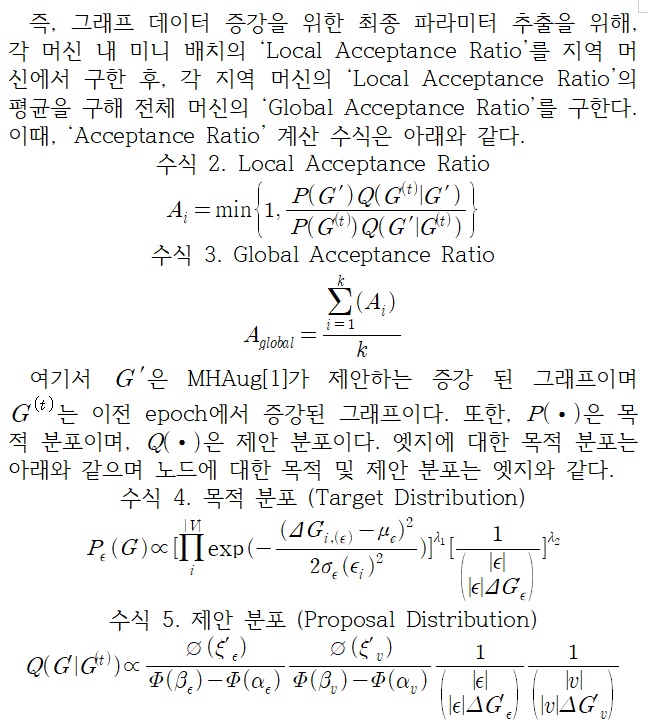 즉, 그래프 데이터 증강을 위한 최종 파라미터 추출을 위해,
각 머신 내 미니 배치의 ‘Local Acceptance Ratio’를 지역 머
신에서 구한 후, 각 지역 머신의 ‘Local Acceptance Ratio’의
평균을 구해 전체 머신의 ‘Global Acceptance Ratio’를 구한다.
이때, ‘Acceptance Ratio’ 계산 수식은 아래와 같다.
수식 2. Local Acceptance Ratio
$A_i = \min\left\{1, \frac{P(G')Q(G^{(t)}|G')}{P(G^{(t)})Q(G'|G^{(t)})}\right\}$
수식 3. Global Acceptance Ratio
$A_{global} = \frac{\sum_{i=1}^{k}(A_i)}{k}$
여기서 $G'$은 MHAug[1]가 제안하는 증강 된 그래프이며
$G^{(t)}$는 이전 epoch에서 증강된 그래프이다. 또한, $P(\bullet)$은 목
적 분포이며, $Q(\bullet)$은 제안 분포이다. 엣지에 대한 목적 분포는
아래와 같으며 노드에 대한 목적 및 제안 분포는 엣지와 같다.
수식 4. 목적 분포 (Target Distribution)
$P_\epsilon(G) \propto [\prod_{i}^{|V|} \exp(-\frac{(\Delta G_{i,(\epsilon)} - \mu_\epsilon)^2}{2\sigma_\epsilon(\epsilon_i)^2})]^{\lambda_1} [\frac{1}{\binom{|\epsilon|}{|\epsilon|\Delta G'_\epsilon}}]^{\lambda_2}$
수식 5. 제안 분포 (Proposal Distribution)
$Q(G'|G^{(t)}) \propto \frac{\varnothing(\xi'_\epsilon)}{\Phi(\beta_\epsilon) - \Phi(\alpha_\epsilon)} \frac{\varnothing(\xi'_v)}{\Phi(\beta_v) - \Phi(\alpha_v)} \frac{1}{\binom{|\epsilon|}{|\epsilon|\Delta G'_\epsilon}} \frac{1}{\binom{|v|}{|v|\Delta G'_v}}$